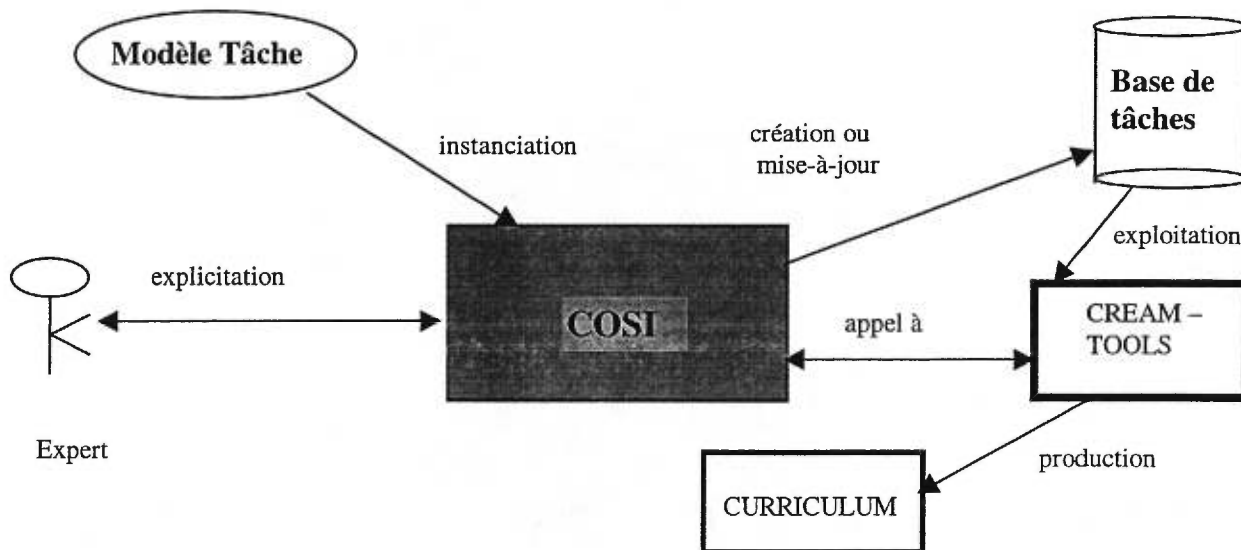 Modèle Tâche
Base de
tâches
instanciation
création ou
mise-à-jour
explicitation
exploitation
COSI
appel à
CREAM –
TOOLS
Expert
production
CURRICULUM